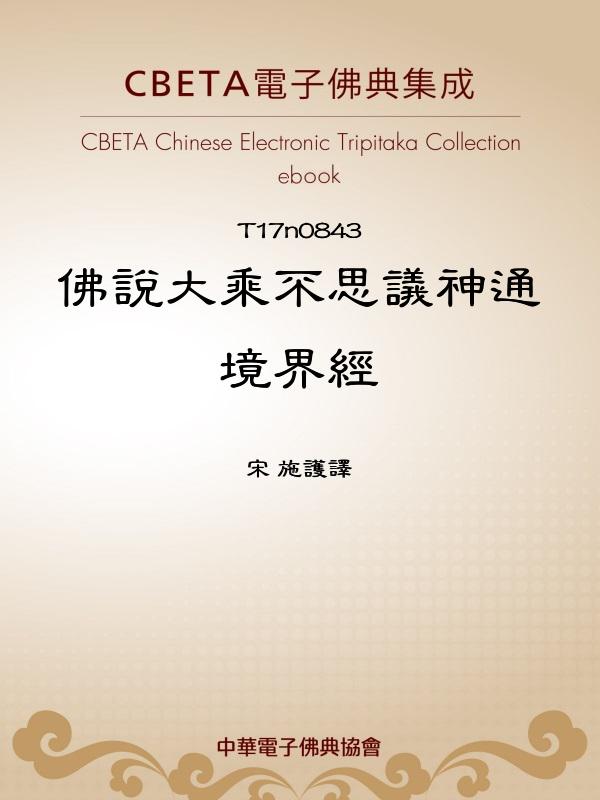 CBETA電子佛典集成
CBETA Chinese Electronic Tripitaka Collection
ebook
T17n0843
佛說大乘不思議神通
境界經
宋 施護譯
中華電子佛典協會